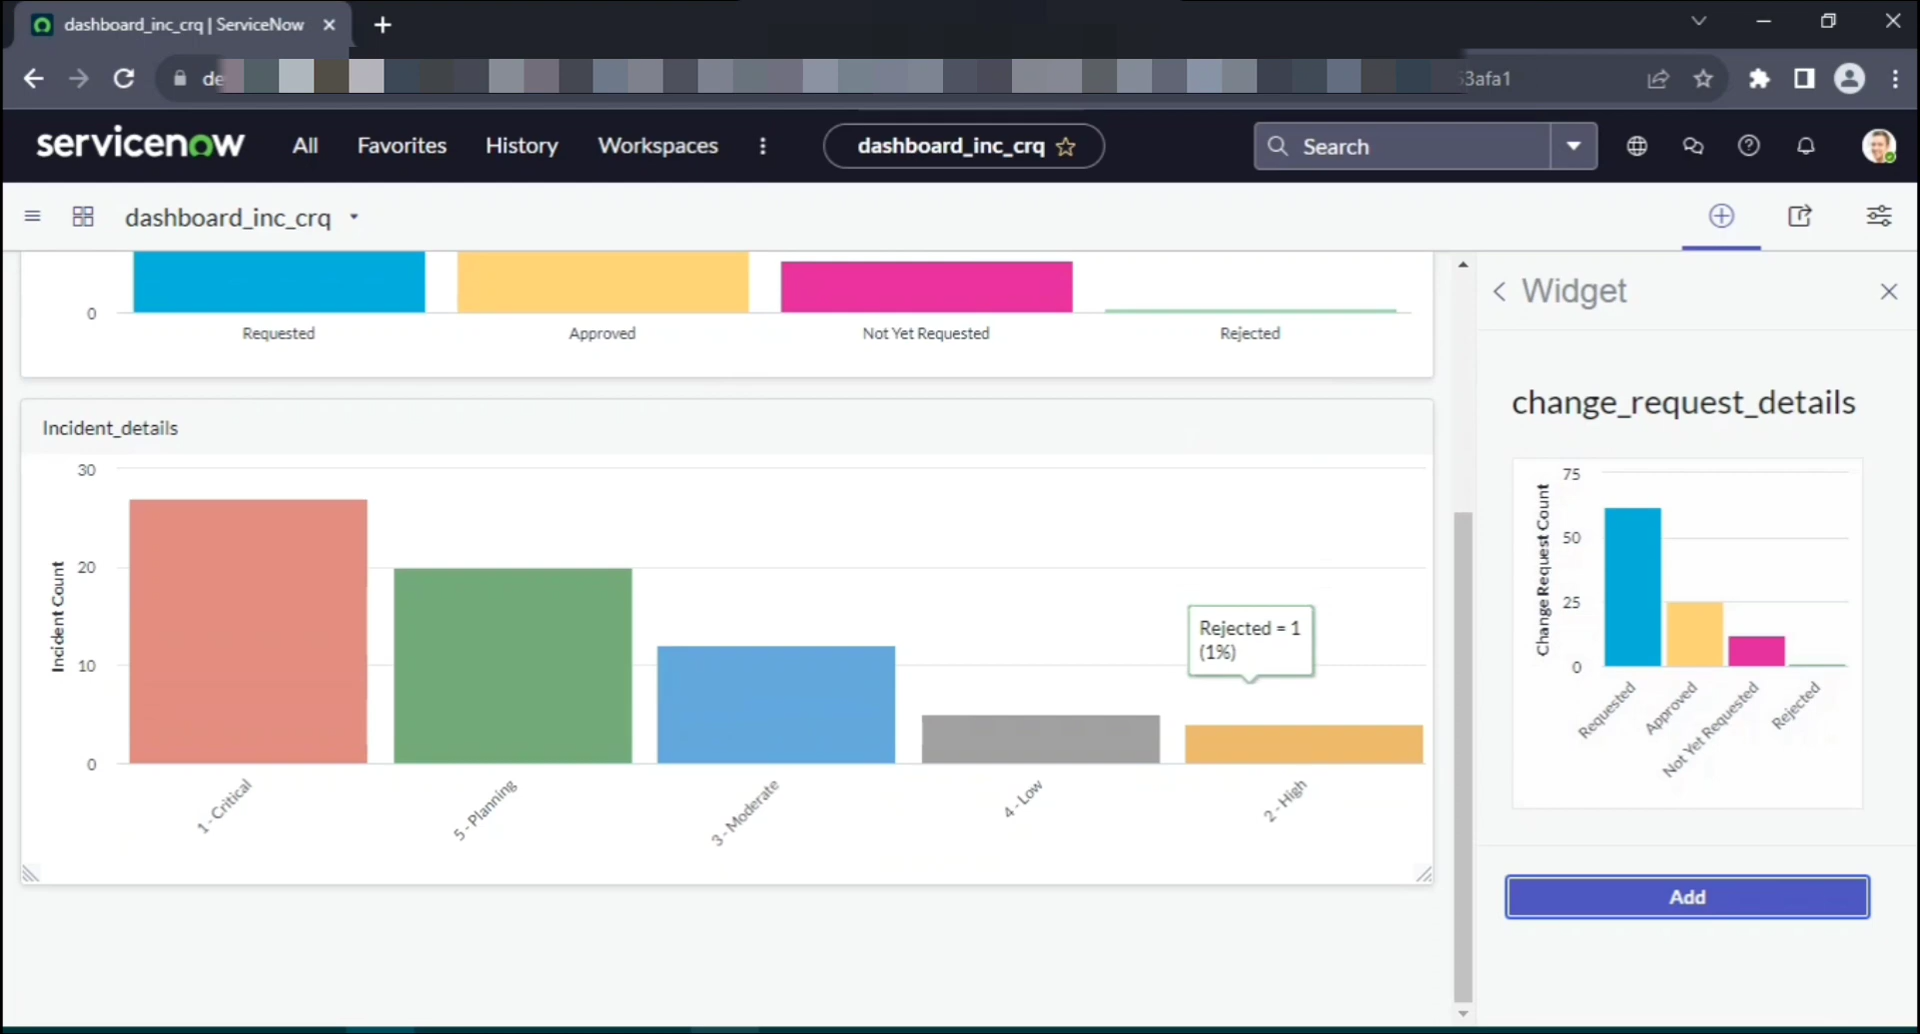 dashboard_inc_crq | ServiceNow
de
53afa1
servicenow All Favorites History Workspaces dashboard_inc_crq Search
dashboard_inc_crq
0
Requested Approved Not Yet Requested Rejected
Incident_details
30
20
10
0
Incident Count
Rejected = 1
(1%)
1 - Critical
5 - Planning
3 - Moderate
4 - Low
2 - High
Widget
change_request_details
75
50
25
0
Change Request Count
Requested
Approved
Not Yet Requested
Rejected
Add